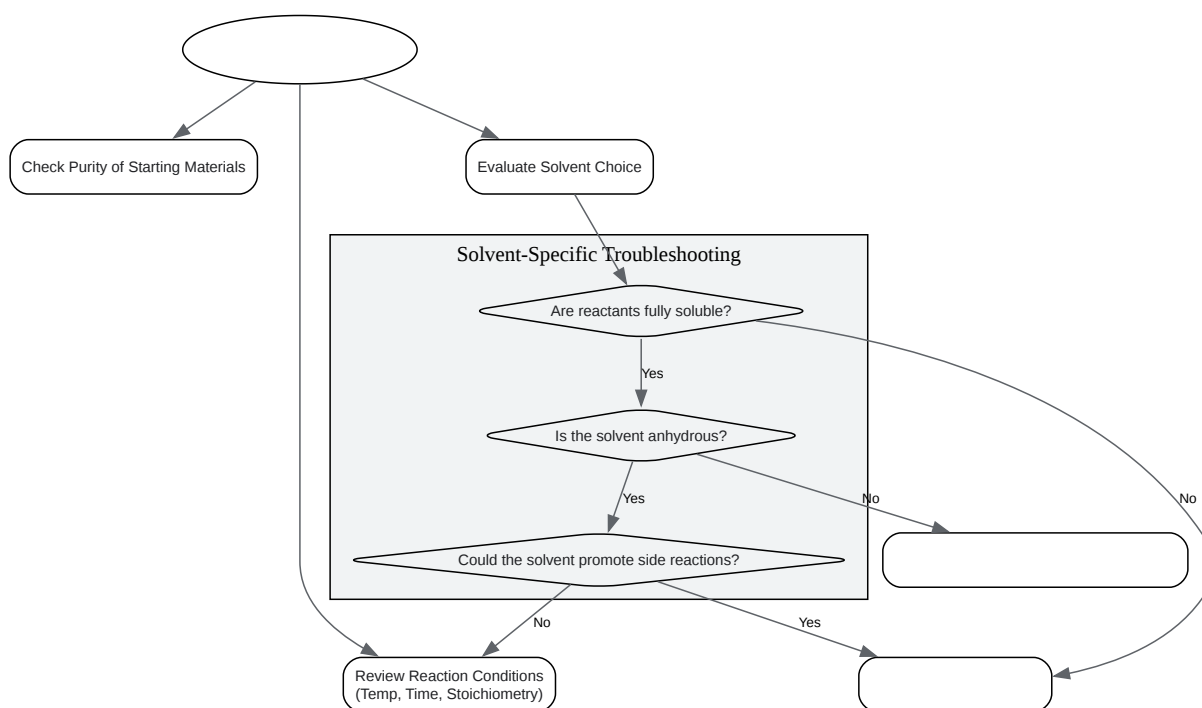 Check Purity of Starting Materials
Evaluate Solvent Choice
Solvent-Specific Troubleshooting
Are reactants fully soluble?
Yes
Is the solvent anhydrous?
Yes
No
No
Could the solvent promote side reactions?
No
Yes
Review Reaction Conditions
(Temp, Time, Stoichiometry)